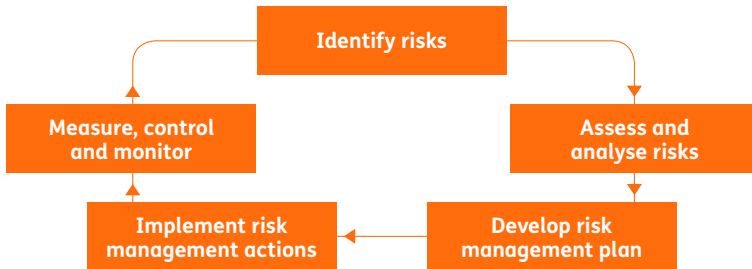 Identify risks
Assess and
analyse risks
Develop risk
management plan
Implement risk
management actions
Measure, control
and monitor